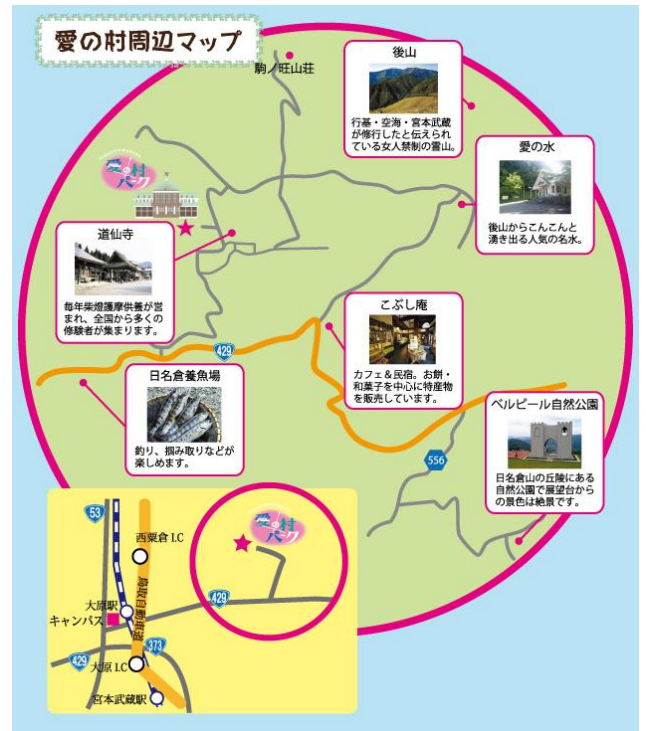 愛の村周辺マップ
駒ノ旺山荘
後山
行基・空海・宮本武蔵
が修行したと伝えられ
ている女人禁制の霊山。
愛の村
パーク
愛の水
後山からこんこんと
湧き出る人気の名水。
道仙寺
毎年柴燈護摩供養が営
まれ、全国から多くの
修験者が集まります。
こぶし庵
カフェ＆民宿。お餅・
和菓子を中心に特産物
を販売しています。
429
日名倉養魚場
釣り、掴み取りなどが
楽しめます。
ベルピール自然公園
日名倉山の丘陵にある
自然公園で展望台から
の景色は絶景です。
556
53
西粟倉 I.C
愛の村
パーク
鳥取自動車道
大原駅
キャンパス
429
373
429
大原 I.C
宮本武蔵駅